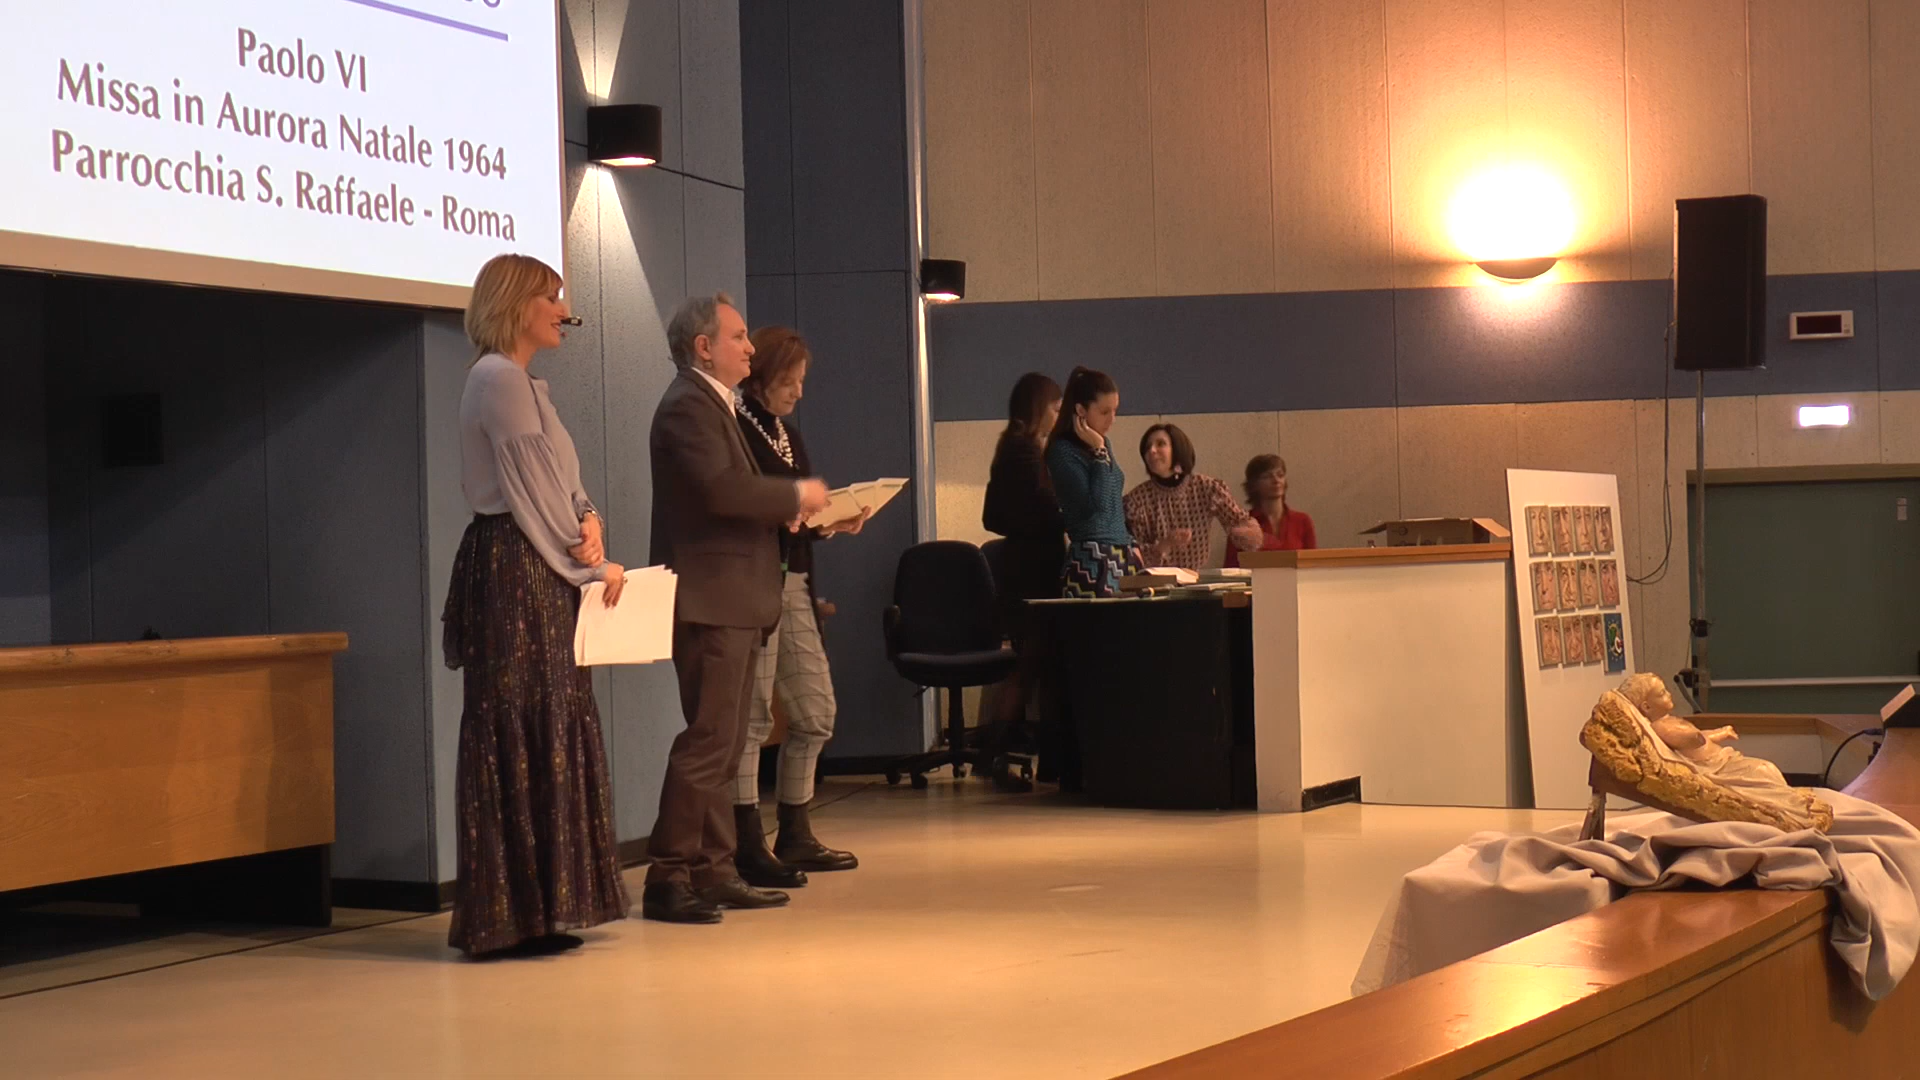 Paolo VI
Missa in Aurora Natale 1964
Parrocchia S. Raffaele - Roma